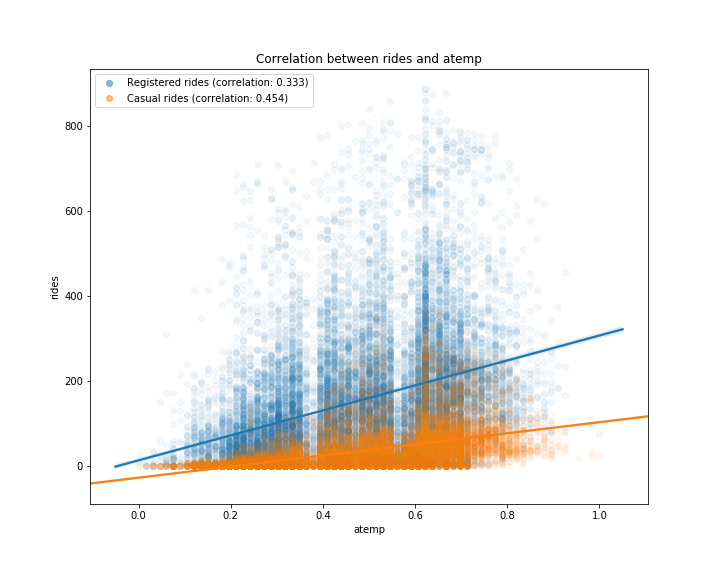 Correlation between rides and atemp
Registered rides (correlation: 0.333)
Casual rides (correlation: 0.454)
800
600
400
200
0
rides
0.0 0.2 0.4 0.6 0.8 1.0
atemp